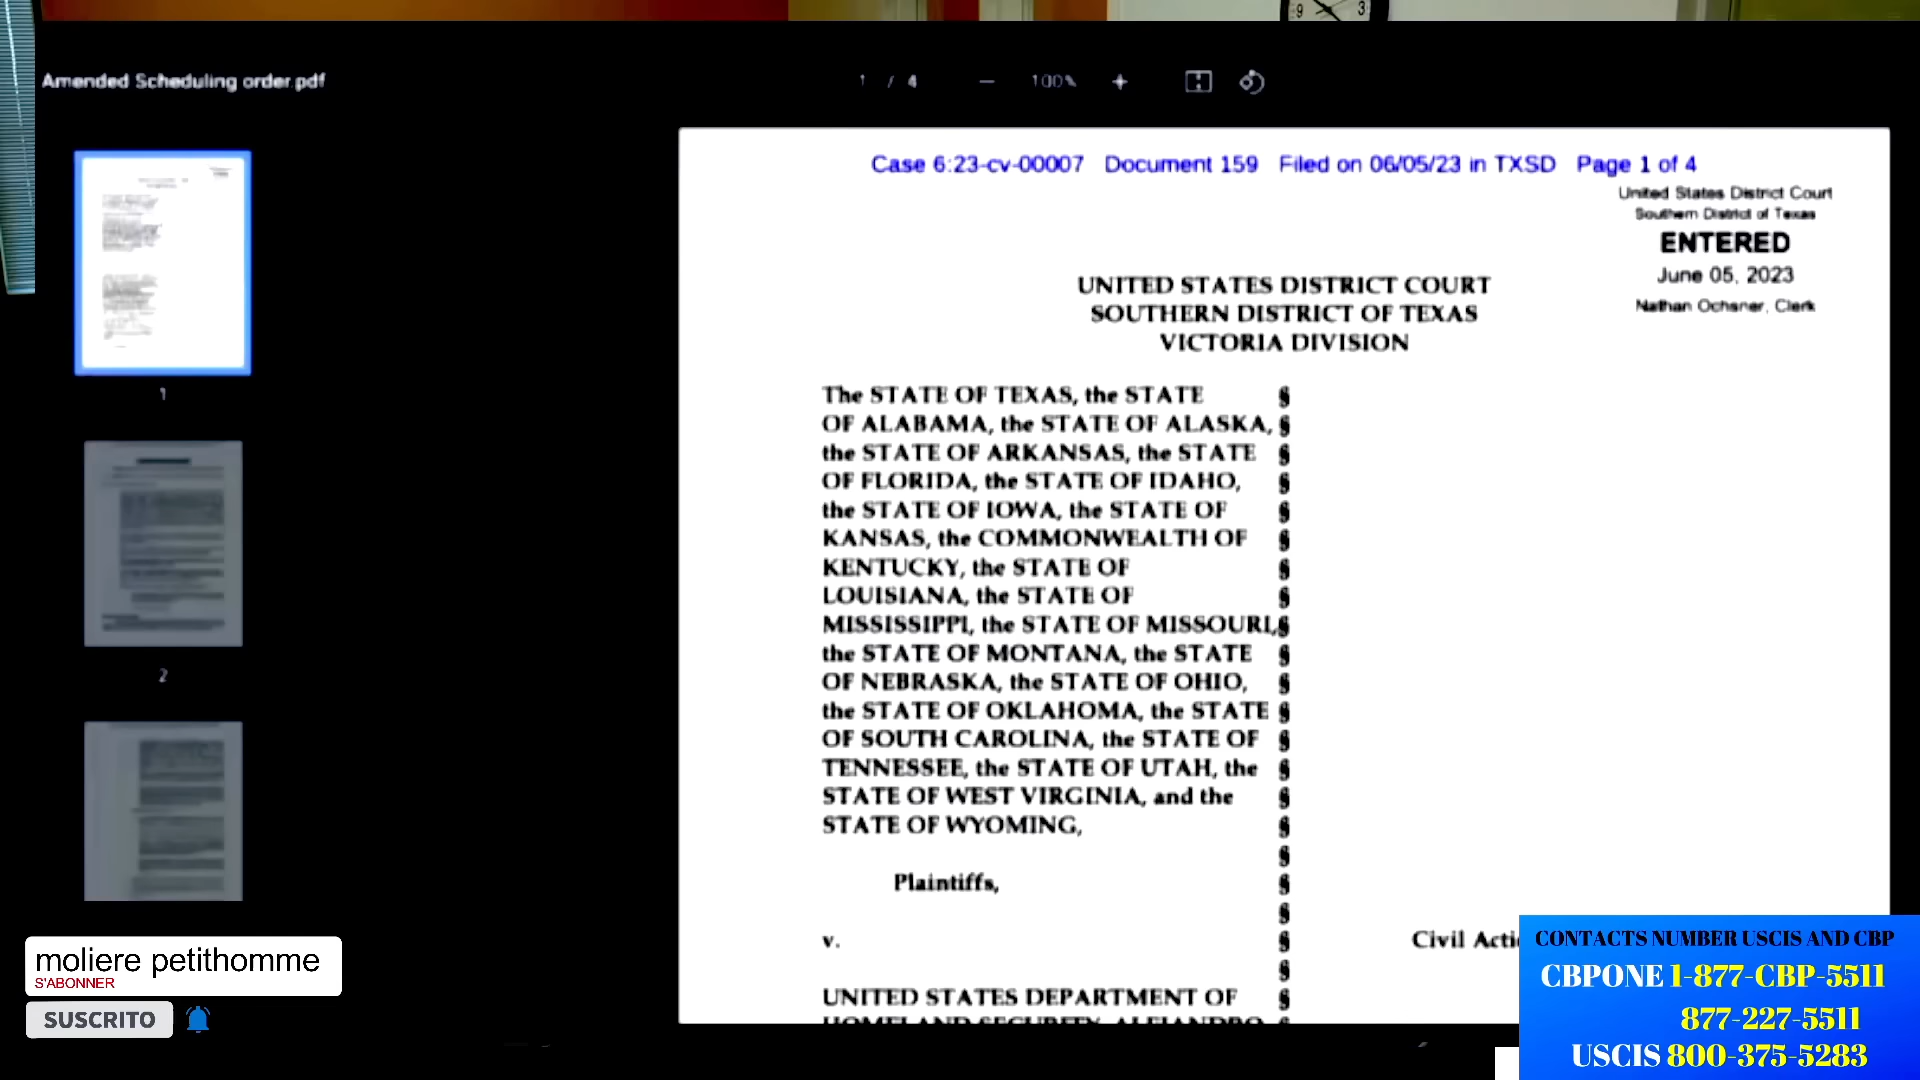 9 3
Amended Scheduling order.pdf
1 / 4 — 100% +
Case 6:23-cv-00007 Document 159 Filed on 06/05/23 in TXSD Page 1 of 4
United States District Court
Southern District of Texas
ENTERED
June 05, 2023
Nathan Ochsner, Clerk
UNITED STATES DISTRICT COURT
SOUTHERN DISTRICT OF TEXAS
VICTORIA DIVISION
The STATE OF TEXAS, the STATE §
OF ALABAMA, the STATE OF ALASKA, §
the STATE OF ARKANSAS, the STATE §
OF FLORIDA, the STATE OF IDAHO, §
the STATE OF IOWA, the STATE OF §
KANSAS, the COMMONWEALTH OF §
KENTUCKY, the STATE OF §
LOUISIANA, the STATE OF §
MISSISSIPPI, the STATE OF MISSOURI, §
the STATE OF MONTANA, the STATE §
OF NEBRASKA, the STATE OF OHIO, §
the STATE OF OKLAHOMA, the STATE §
OF SOUTH CAROLINA, the STATE OF §
TENNESSEE, the STATE OF UTAH, the §
STATE OF WEST VIRGINIA, and the §
STATE OF WYOMING, §
§
Plaintiffs, §
§
v. § Civil Acti
§
UNITED STATES DEPARTMENT OF §
HOMELAND SECURITY, ALEJANDRO §
1
2
moliere petithomme
S'ABONNER
SUSCRITO
CONTACTS NUMBER USCIS AND CBP
CBPONE 1-877-CBP-5511
877-227-5511
USCIS 800-375-5283